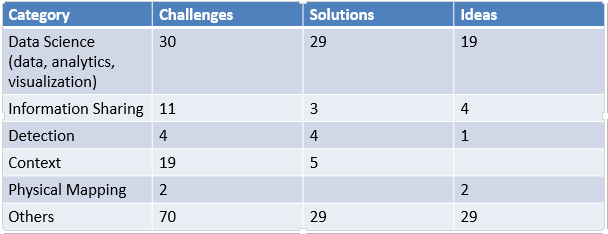 Category Challenges Solutions Ideas
Data Science 30 29 19
(data, analytics,
visualization)
Information Sharing 11 3 4
Detection 4 4 1
Context 19 5
Physical Mapping 2 2
Others 70 29 29